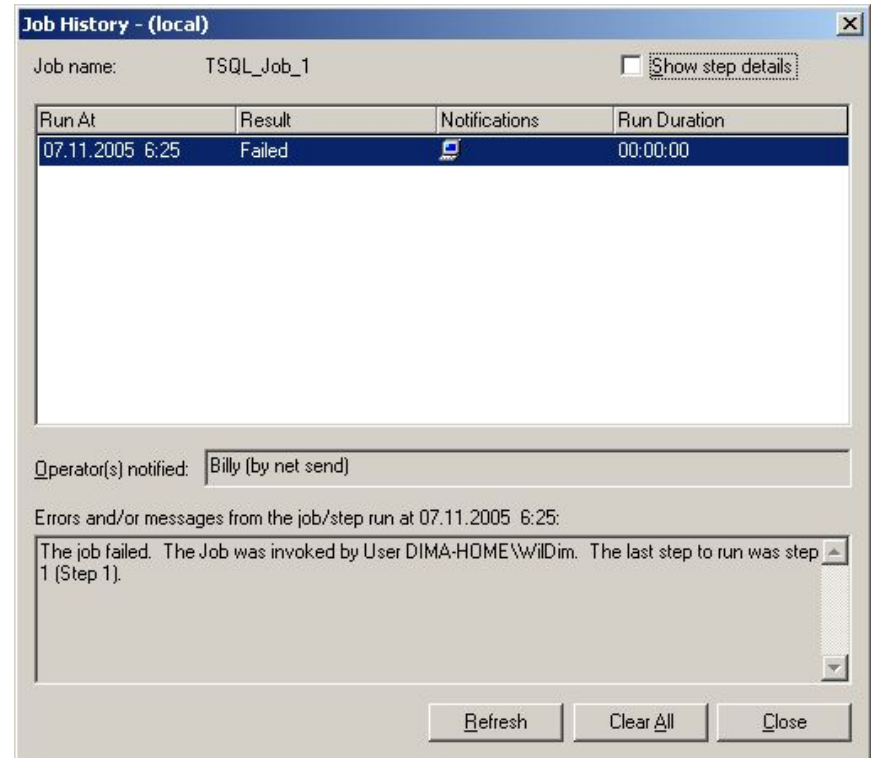 Job History - (local)
Job name: TSQL_Job_1 Show step details
Run At Result Notifications Run Duration
07.11.2005 6:25 Failed 00:00:00
Operator(s) notified: Billy (by net send)
Errors and/or messages from the job/step run at 07.11.2005 6:25:
The job failed. The Job was invoked by User DIMA-HOME\WilDim. The last step to run was step
1 (Step 1).
Refresh Clear All Close